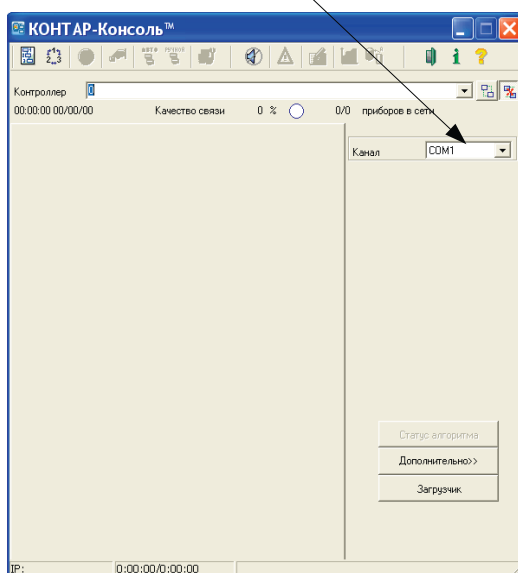 КОНТАР-Консоль™
АВТО РУЧНОЕ
Контроллер 0
00:00:00 00/00/00 Качество связи 0 % 0/0 приборов в сети
Канал COM1
Статус алгоритма
Дополнительно>>
Загрузчик
IP: 0:00:00/0:00:00